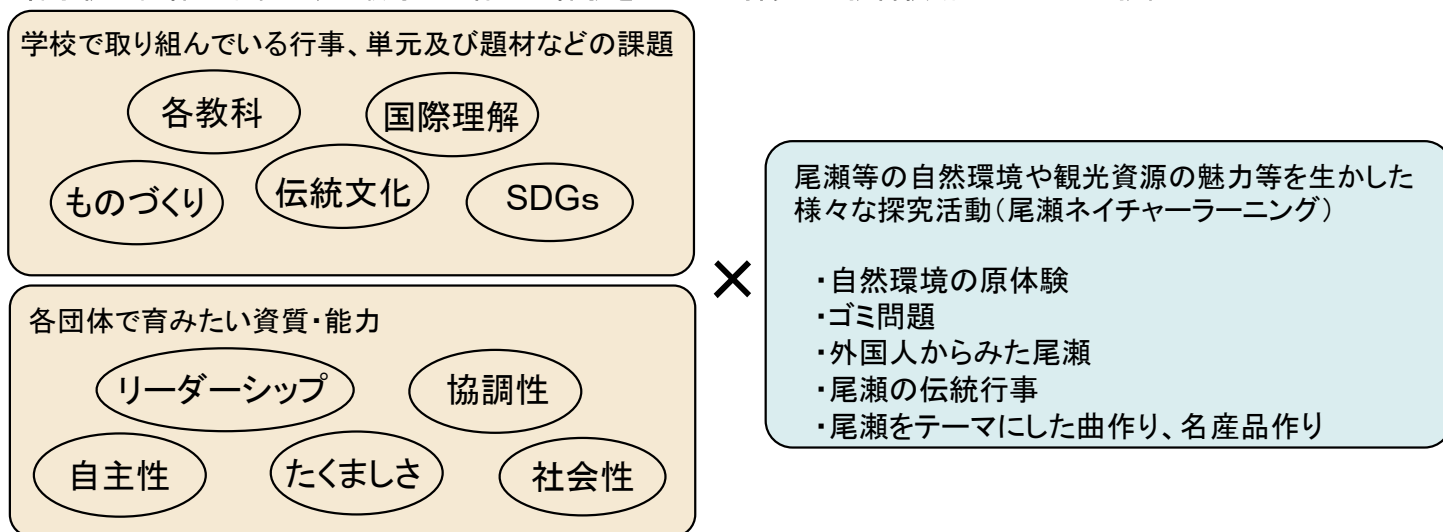 学校で取り組んでいる行事、単元及び題材などの課題
各教科
国際理解
ものづくり
伝統文化
SDGs
各団体で育みたい資質・能力
リーダーシップ
協調性
自主性
たくましさ
社会性
×
尾瀬等の自然環境や観光資源の魅力等を生かした
様々な探究活動（尾瀬ネイチャーラーニング）
・自然環境の原体験
・ゴミ問題
・外国人からみた尾瀬
・尾瀬の伝統行事
・尾瀬をテーマにした曲作り、名産品作り